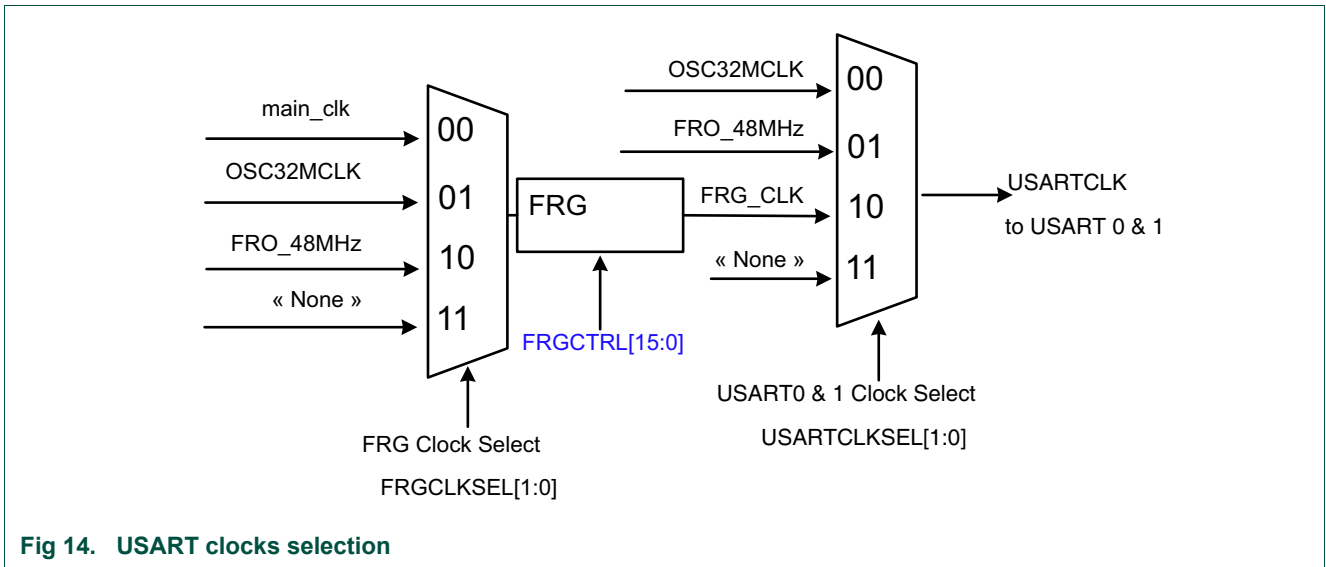 main_clk
OSC32MCLK
FRO_48MHz
« None »
00
01
10
11
FRG Clock Select
FRGCLKSEL[1:0]
FRG
FRGCTRL[15:0]
OSC32MCLK
FRO_48MHz
FRG_CLK
« None »
00
01
10
11
USART0 & 1 Clock Select
USARTCLKSEL[1:0]
USARTCLK
to USART 0 & 1
Fig 14. USART clocks selection